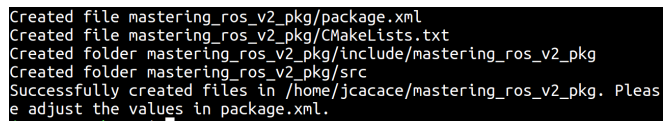 Created file mastering_ros_v2_pkg/package.xml
Created file mastering_ros_v2_pkg/CMakeLists.txt
Created folder mastering_ros_v2_pkg/include/mastering_ros_v2_pkg
Created folder mastering_ros_v2_pkg/src
Successfully created files in /home/jcacace/mastering_ros_v2_pkg. Pleas
e adjust the values in package.xml.